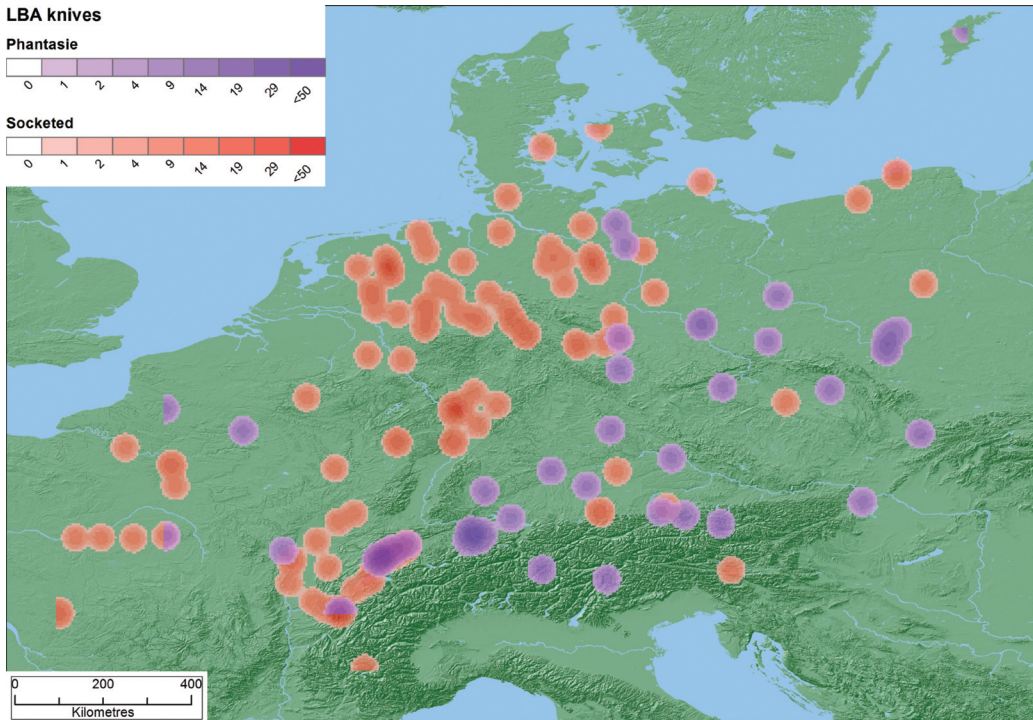 LBA knives
Phantasie
0 1 2 4 9 14 19 29 <50
Socketed
0 1 2 4 9 14 19 29 <50
0 200 400
Kilometres